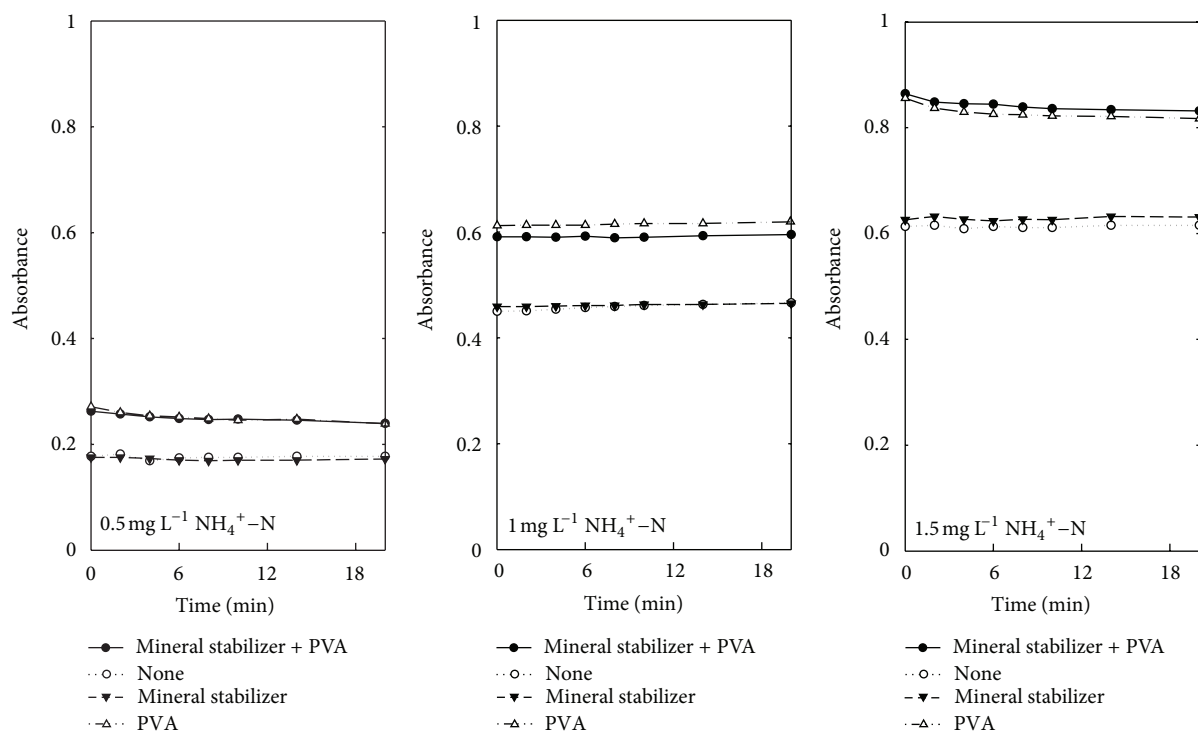 1
0.8
0.6
0.4
0.2
0
Absorbance
0.5 mg L⁻¹ NH₄⁺–N
0 6 12 18
Time (min)
Mineral stabilizer + PVA
None
Mineral stabilizer
PVA
1
0.8
0.6
0.4
0.2
0
Absorbance
1 mg L⁻¹ NH₄⁺–N
0 6 12 18
Time (min)
Mineral stabilizer + PVA
None
Mineral stabilizer
PVA
1
0.8
0.6
0.4
0.2
0
Absorbance
1.5 mg L⁻¹ NH₄⁺–N
0 6 12 18
Time (min)
Mineral stabilizer + PVA
None
Mineral stabilizer
PVA